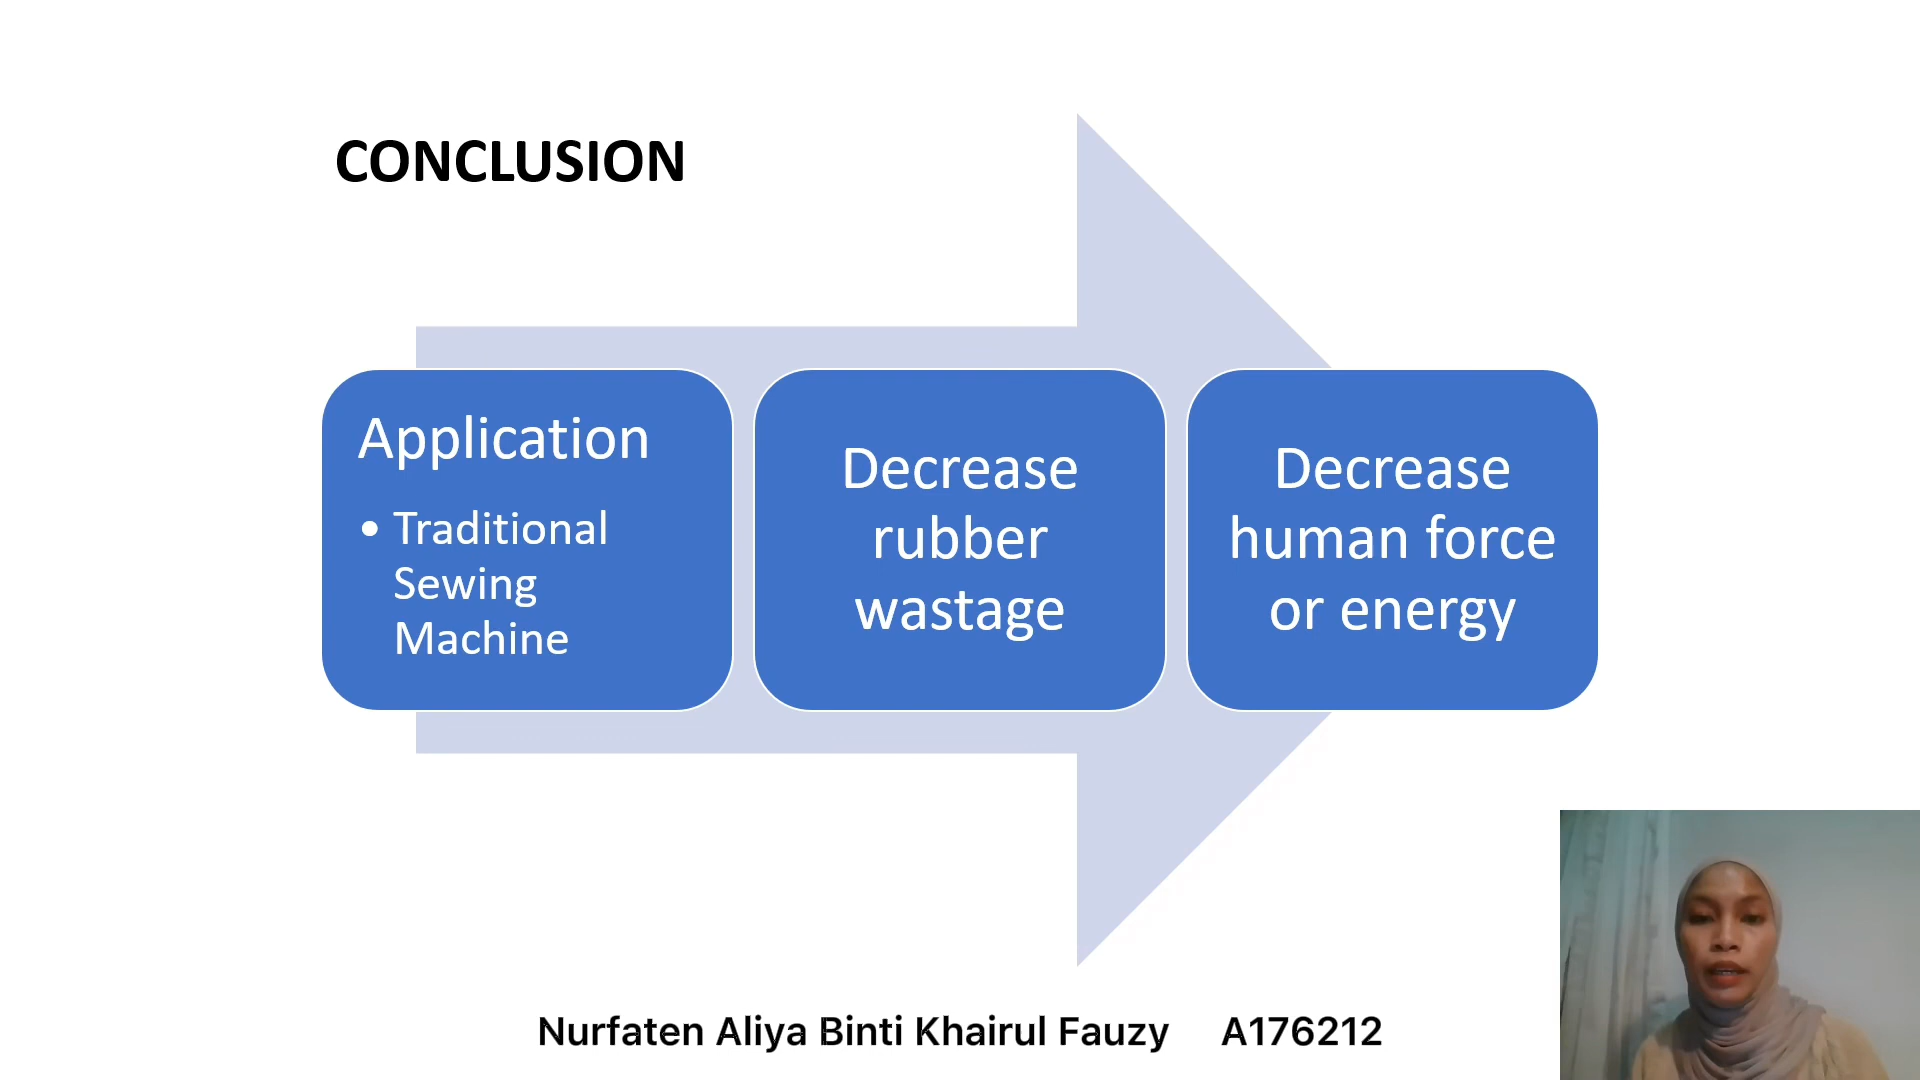 CONCLUSION
Application
• Traditional
Sewing
Machine
Decrease
rubber
wastage
Decrease
human force
or energy
Nurfaten Aliya Binti Khairul Fauzy A176212